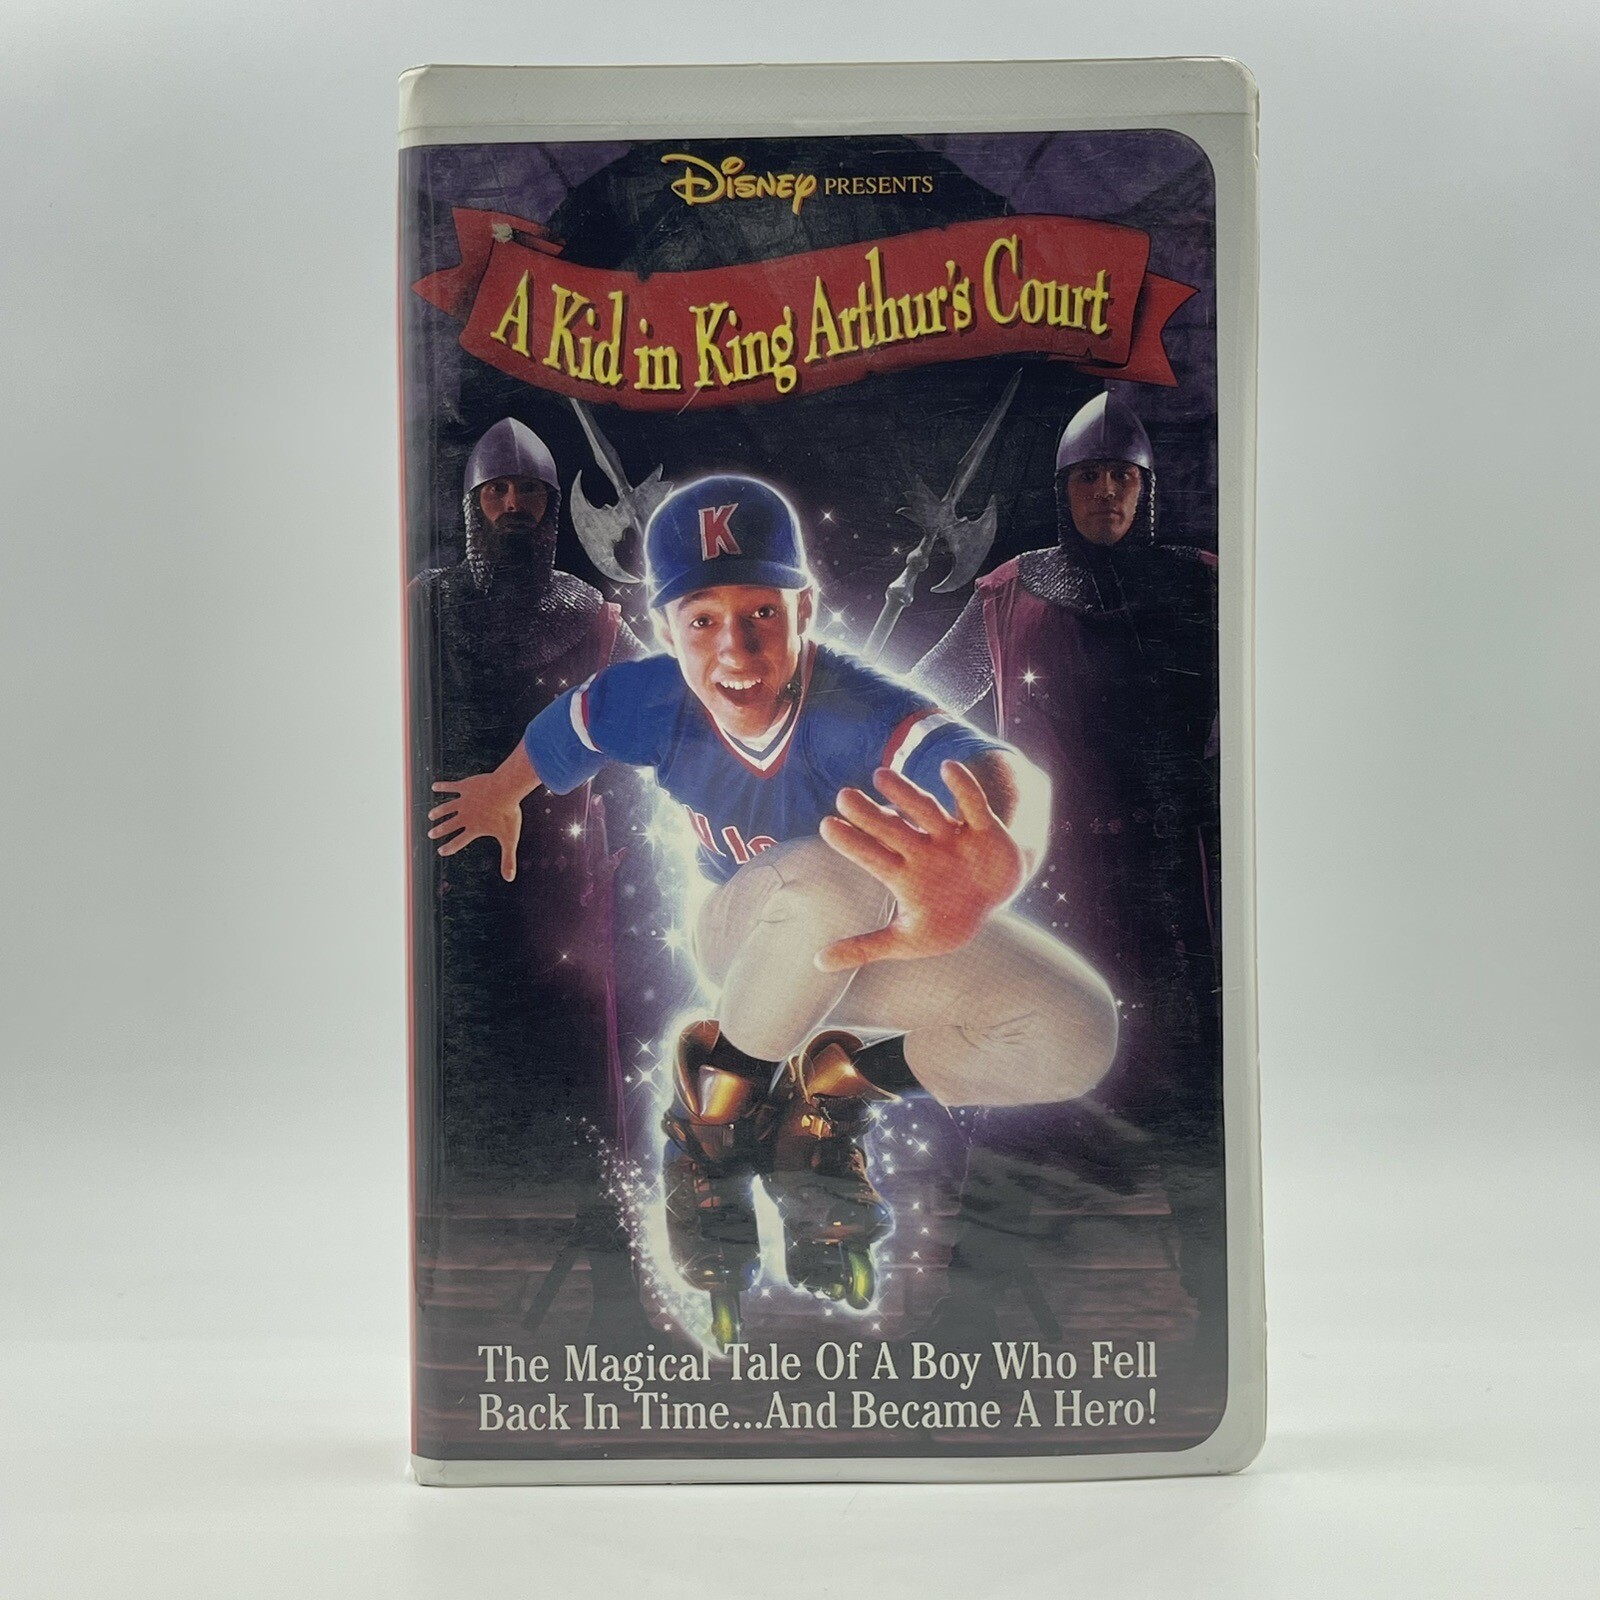 Disney PRESENTS
A Kid in King Arthur's Court
K
The Magical Tale Of A Boy Who Fell
Back In Time...And Became A Hero!